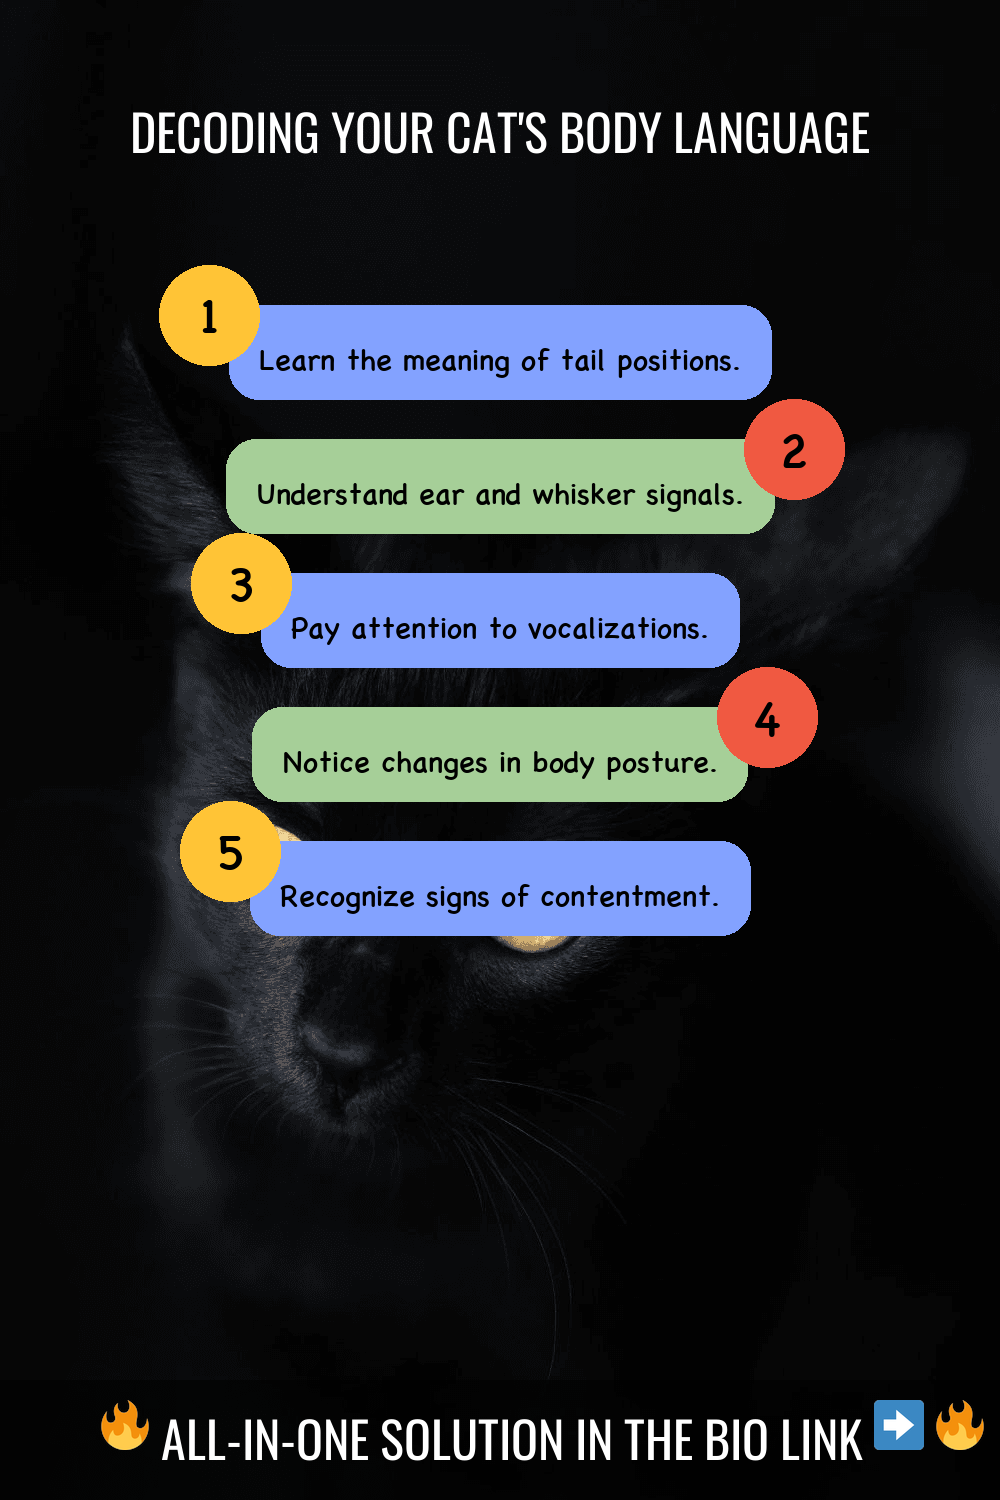 DECODING YOUR CAT'S BODY LANGUAGE
1
Learn the meaning of tail positions.
2
Understand ear and whisker signals.
3
Pay attention to vocalizations.
4
Notice changes in body posture.
5
Recognize signs of contentment.
🔥 ALL-IN-ONE SOLUTION IN THE BIO LINK ➡️ 🔥